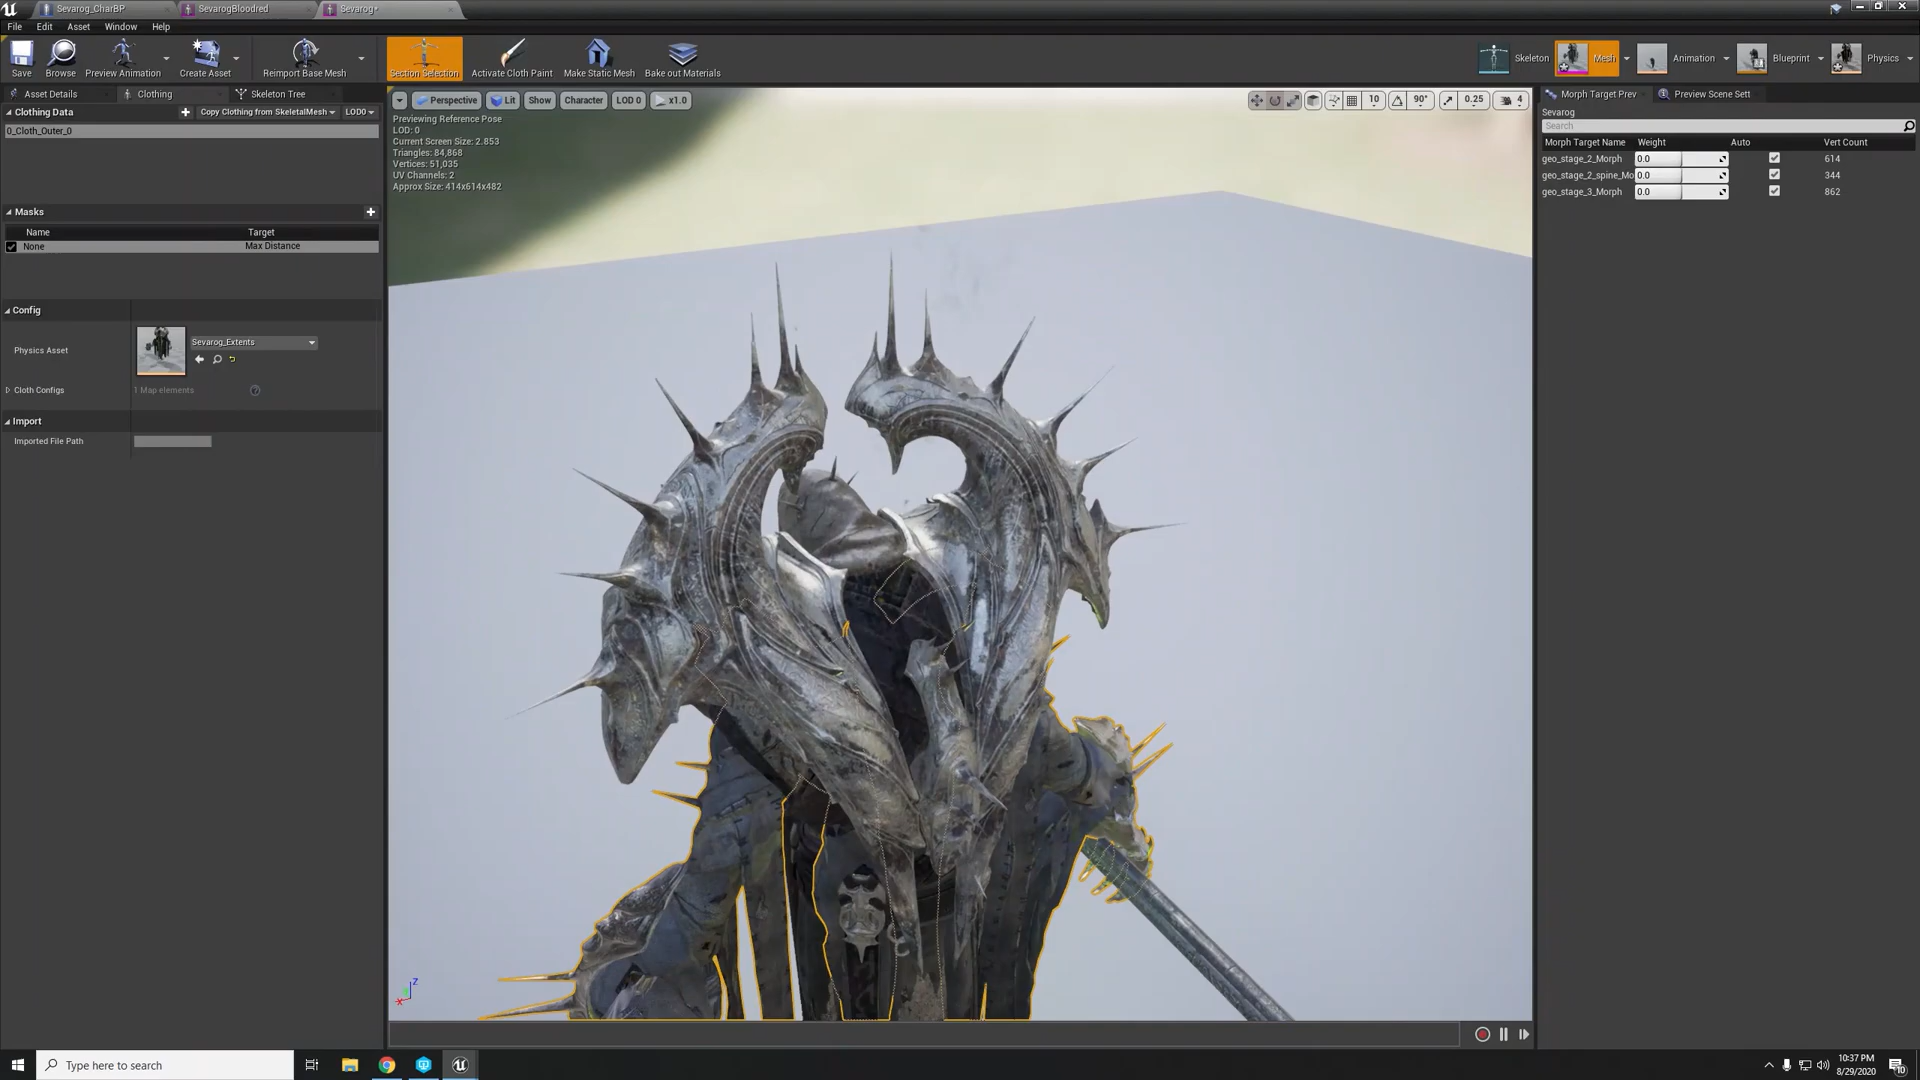 Sevarog_CharBP
SevarogBloodred
Sevarog*
File Edit Asset Window Help
Save
Browse
Preview Animation
Create Asset
Reimport Base Mesh
Section Selection
Activate Cloth Paint
Make Static Mesh
Bake out Materials
Skeleton
Mesh
Animation
Blueprint
Physics
Asset Details
Clothing
Skeleton Tree
Clothing Data
Copy Clothing from SkeletalMesh
LOD0
0_Cloth_Outer_0
Masks
Name Target
None Max Distance
Config
Physics Asset
Sevarog_Extents
Cloth Configs
1 Map elements
Import
Imported File Path
Perspective Lit Show Character LOD 0 x1.0
10 90° 0.25 4
Previewing Reference Pose
LOD: 0
Current Screen Size: 2.853
Triangles: 84,868
Vertices: 51,035
UV Channels: 2
Approx Size: 414x614x482
Z
Morph Target Prev
Preview Scene Sett
Sevarog
Search
Morph Target Name Weight Auto Vert Count
geo_stage_2_Morph 0.0 614
geo_stage_2_spine_Mo 0.0 344
geo_stage_3_Morph 0.0 862
Type here to search
10:37 PM
8/29/2020